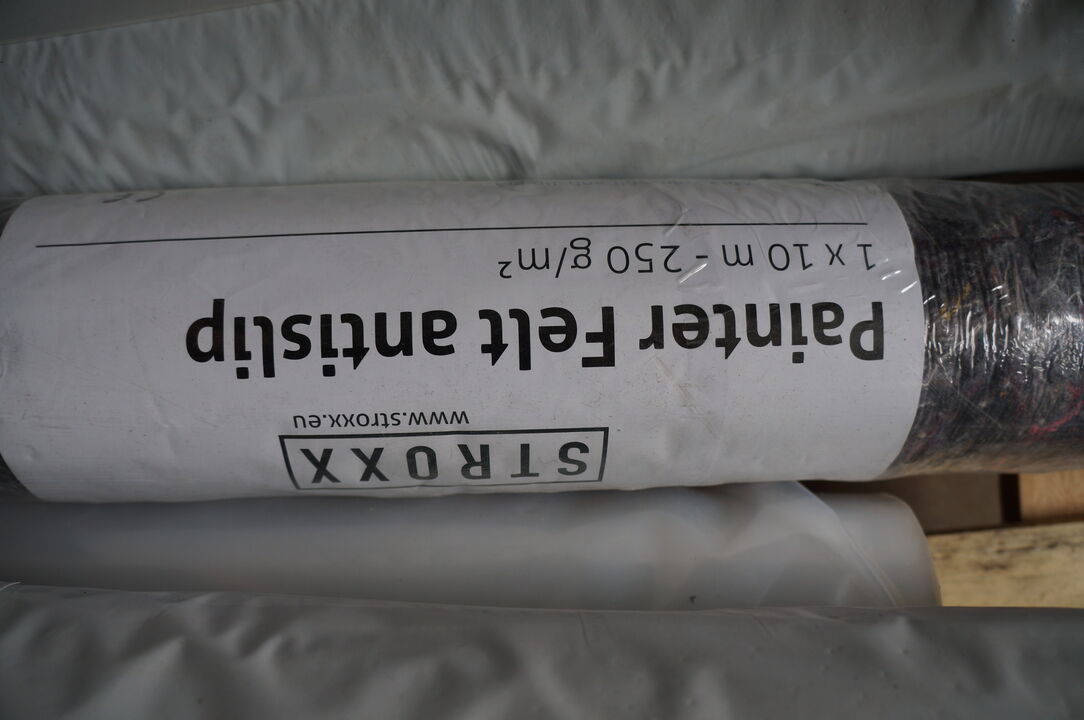 STROXX
www.stroxx.eu
Painter Felt antislip
1 x 10 m - 250 g/m²